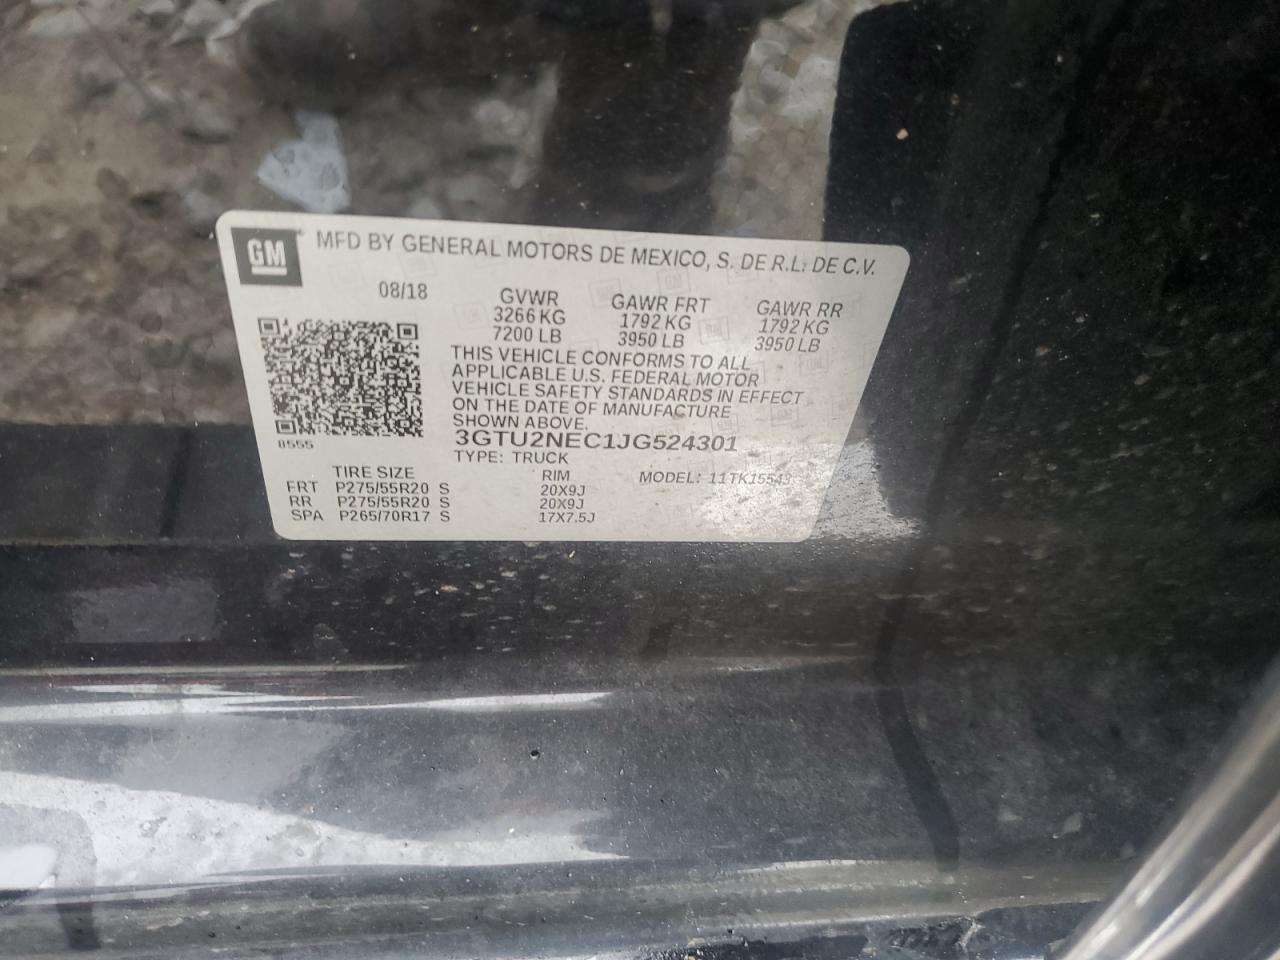 GM MFD BY GENERAL MOTORS DE MEXICO, S. DE R.L. DE C.V.
08/18 GVWR GAWR FRT GAWR RR
3266 KG 1792 KG 1792 KG
7200 LB 3950 LB 3950 LB
THIS VEHICLE CONFORMS TO ALL
APPLICABLE U.S. FEDERAL MOTOR
VEHICLE SAFETY STANDARDS IN EFFECT
ON THE DATE OF MANUFACTURE
SHOWN ABOVE.
8555 3GTU2NEC1JG524301
TYPE: TRUCK
TIRE SIZE RIM MODEL: 11TK15543
FRT P275/55R20 S 20X9J
RR P275/55R20 S 20X9J
SPA P265/70R17 S 17X7.5J